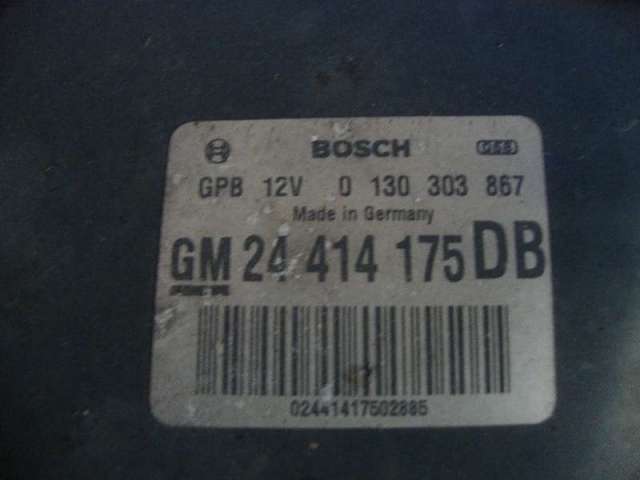 BOSCH
GPB 12V 0 130 303 867
Made in Germany
GM 24 414 175 DB
02441417502885